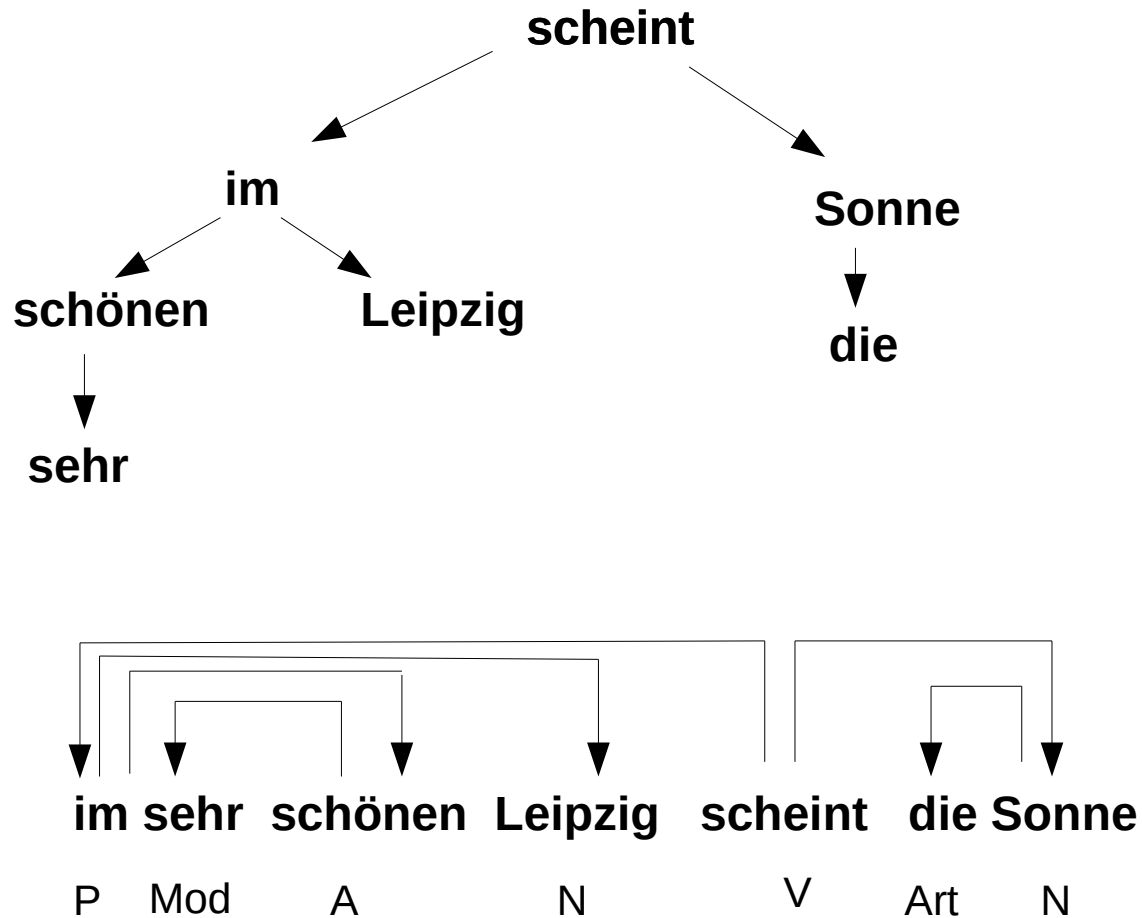 scheint
im
Sonne
schönen Leipzig
die
sehr
im sehr schönen Leipzig scheint die Sonne
P Mod A N V Art N